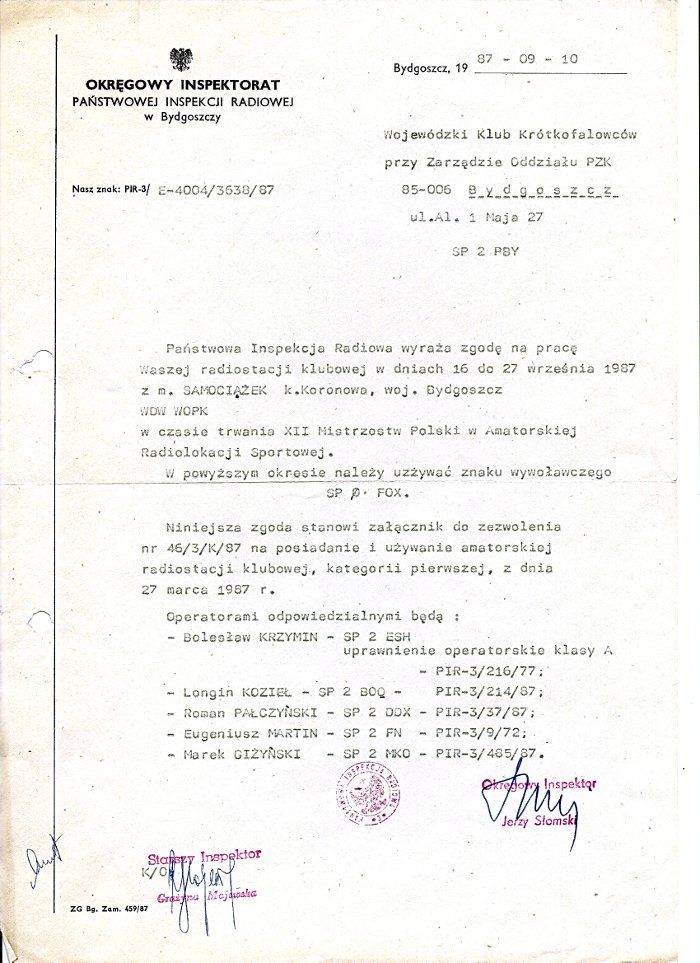 OKRĘGOWY INSPEKTORAT
PAŃSTWOWEJ INSPEKCJI RADIOWEJ
w Bydgoszczy
Bydgoszcz, 19 87 - 09 - 10
Wojewódzki Klub Krótkofalowców
przy Zarządzie Oddziału PZK
85-006 Bydgoszcz
ul.Al. 1 Maja 27
SP 2 PBY
Nasz znak: PIR-3/ E-4004/3638/87
Państwowa Inspekcja Radiowa wyraża zgodę na pracę
Waszej radiostacji klubowej w dniach 16 do 27 września 1987
z m. SAMOCIĄŻEK k.Koronowa, woj. Bydgoszcz
WDW WOPK
w czasie trwania XII Mistrzostw Polski w Amatorskiej
Radiolokacji Sportowej.
W powyższym okresie należy uzżywać znaku wywoławczego
SP Ø FOX.
Niniejsza zgoda stanowi załącznik do zezwolenia
nr 46/3/K/87 na posiadanie i używanie amatorskiej
radiostacji klubowej, kategorii pierwszej, z dnia
27 marca 1987 r.
Operatorami odpowiedzialnymi będą :
- Bolesław KRZYMIN - SP 2 ESH
uprawnienie operatorskie klasy A
- PIR-3/216/77;
- Longin KOZIEŁ - SP 2 BOQ - PIR-3/214/87;
- Roman PAŁCZYŃSKI - SP 2 DDX - PIR-3/37/87;
- Eugeniusz MARTIN - SP 2 FN - PIR-3/9/72;
- Marek GIŻYŃSKI - SP 2 MKO - PIR-3/485/87.
Okręgowy Inspektor
Jerzy Słomski
Starszy Inspektor
K/O
Grażyna
ZG Bg. Zam. 459/87